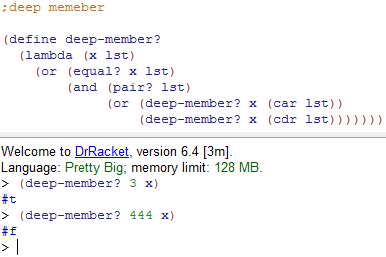 ;deep memeber
(define deep-member?
(lambda (x lst)
(or (equal? x lst)
(and (pair? lst)
(or (deep-member? x (car lst))
(deep-member? x (cdr lst)))))))
Welcome to DrRacket, version 6.4 [3m].
Language: Pretty Big; memory limit: 128 MB.
> (deep-member? 3 x)
#t
> (deep-member? 444 x)
#f
>